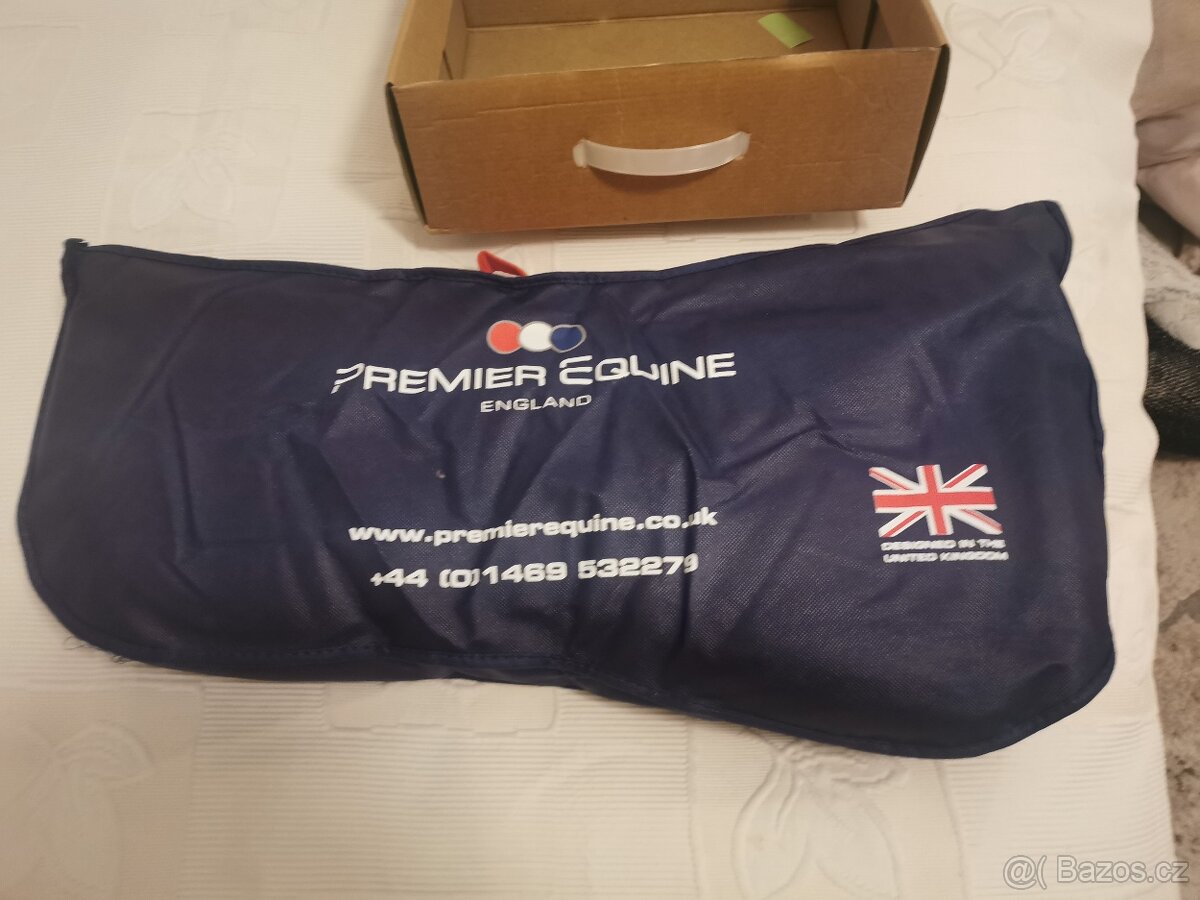 PREMIER EQUINE
ENGLAND
www.premierequine.co.uk
+44 (0)1469 532279
DESIGNED IN THE
UNITED KINGDOM
@( Bazos.cz